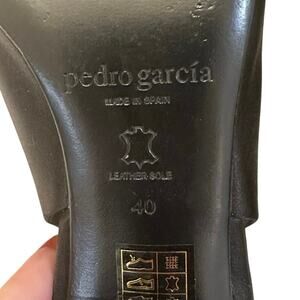 pedro garcía
MADE IN SPAIN
LEATHER SOLE
40